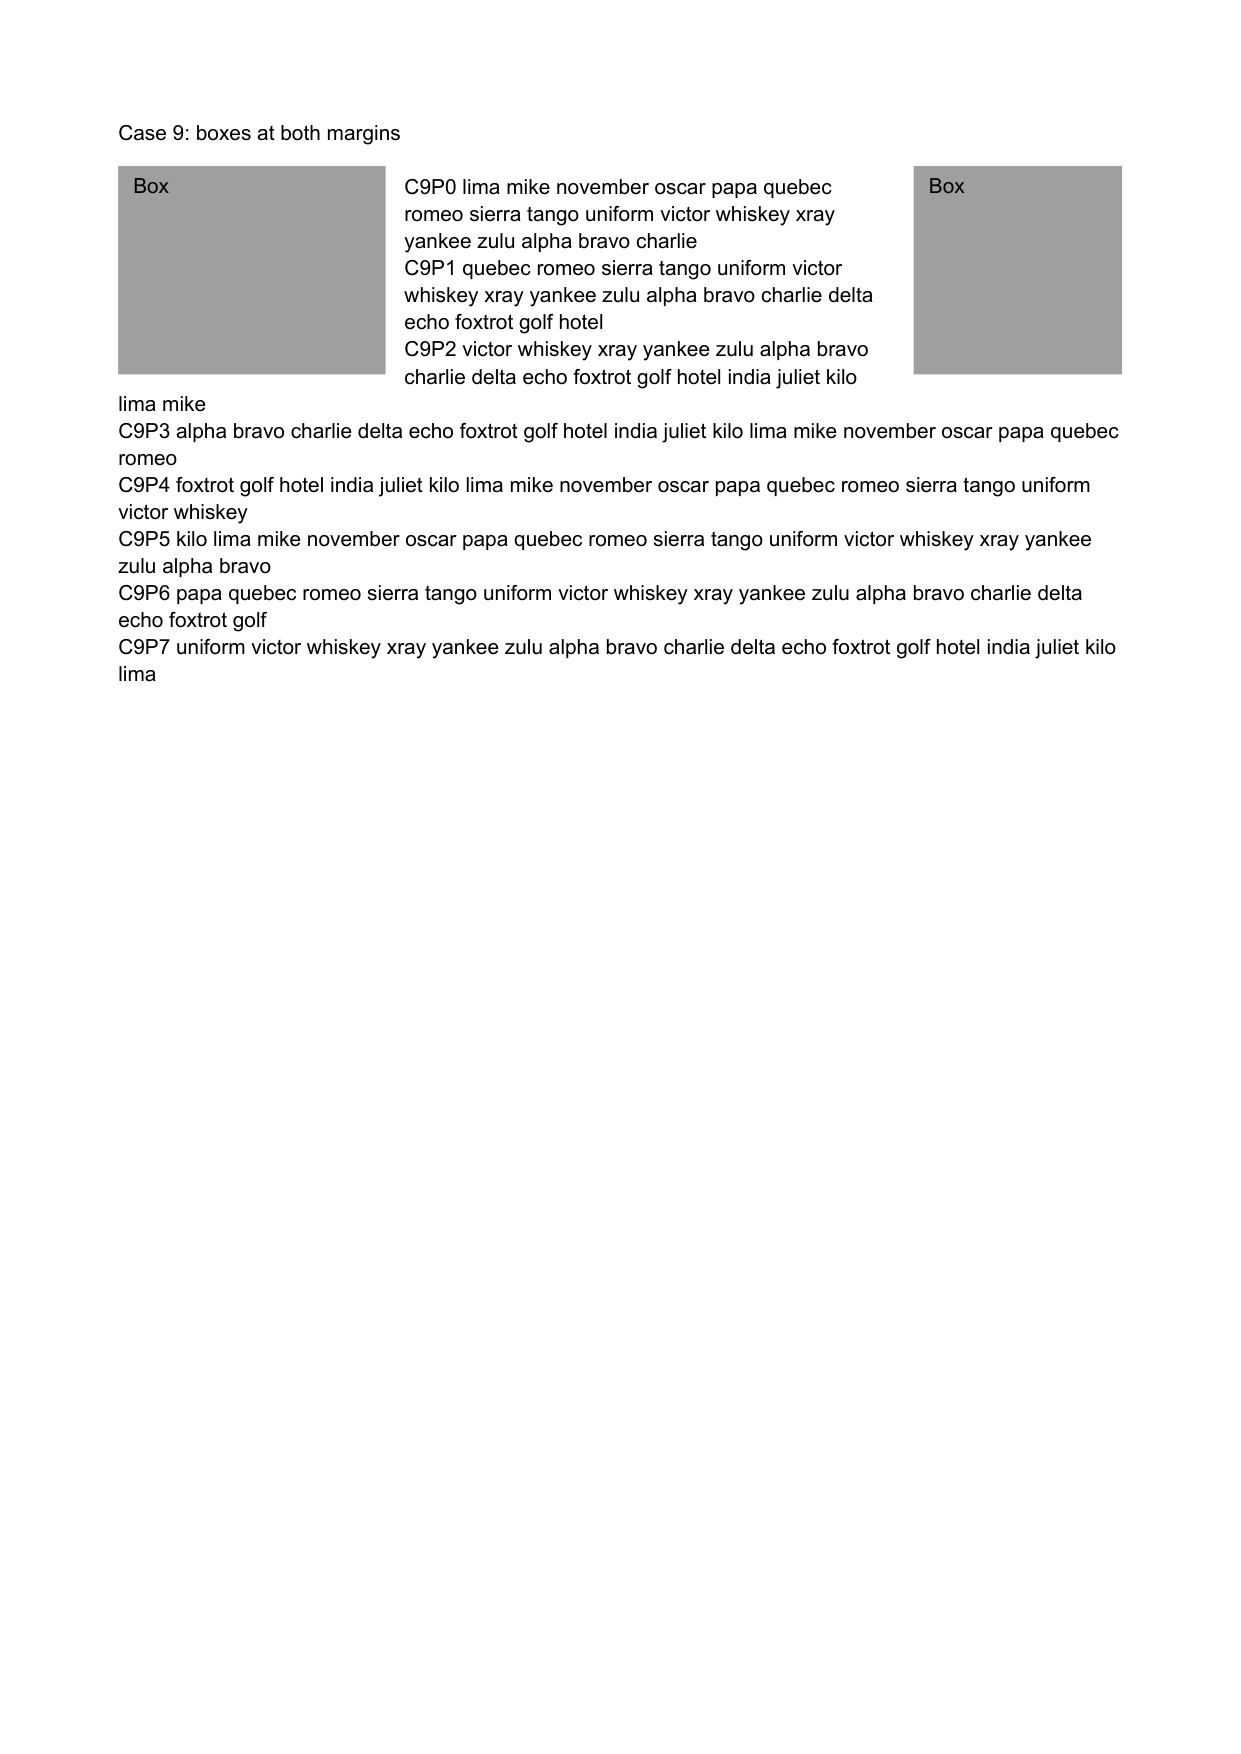 Case 9: boxes at both margins
Box
C9P0 lima mike november oscar papa quebec
romeo sierra tango uniform victor whiskey xray
yankee zulu alpha bravo charlie
C9P1 quebec romeo sierra tango uniform victor
whiskey xray yankee zulu alpha bravo charlie delta
echo foxtrot golf hotel
C9P2 victor whiskey xray yankee zulu alpha bravo
charlie delta echo foxtrot golf hotel india juliet kilo
Box
lima mike
C9P3 alpha bravo charlie delta echo foxtrot golf hotel india juliet kilo lima mike november oscar papa quebec
romeo
C9P4 foxtrot golf hotel india juliet kilo lima mike november oscar papa quebec romeo sierra tango uniform
victor whiskey
C9P5 kilo lima mike november oscar papa quebec romeo sierra tango uniform victor whiskey xray yankee
zulu alpha bravo
C9P6 papa quebec romeo sierra tango uniform victor whiskey xray yankee zulu alpha bravo charlie delta
echo foxtrot golf
C9P7 uniform victor whiskey xray yankee zulu alpha bravo charlie delta echo foxtrot golf hotel india juliet kilo
lima